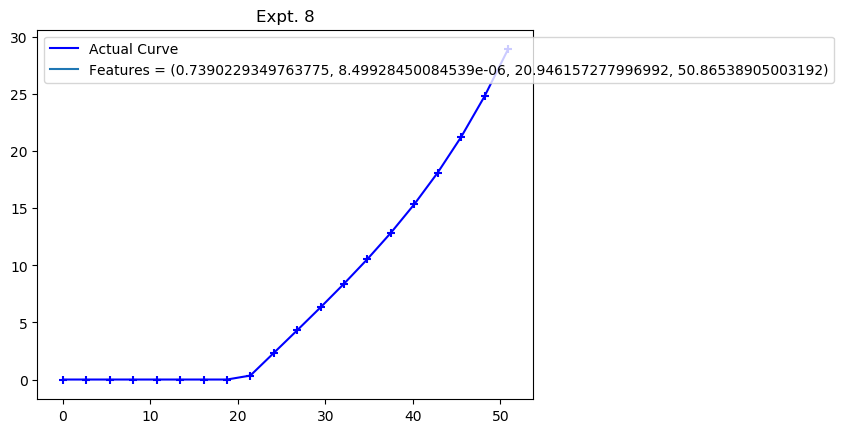 Expt. 8
Actual Curve
Features = (0.7390229349763775, 8.49928450084539e-06, 20.946157277996992, 50.86538905003192)
30
25
20
15
10
5
0
0 10 20 30 40 50